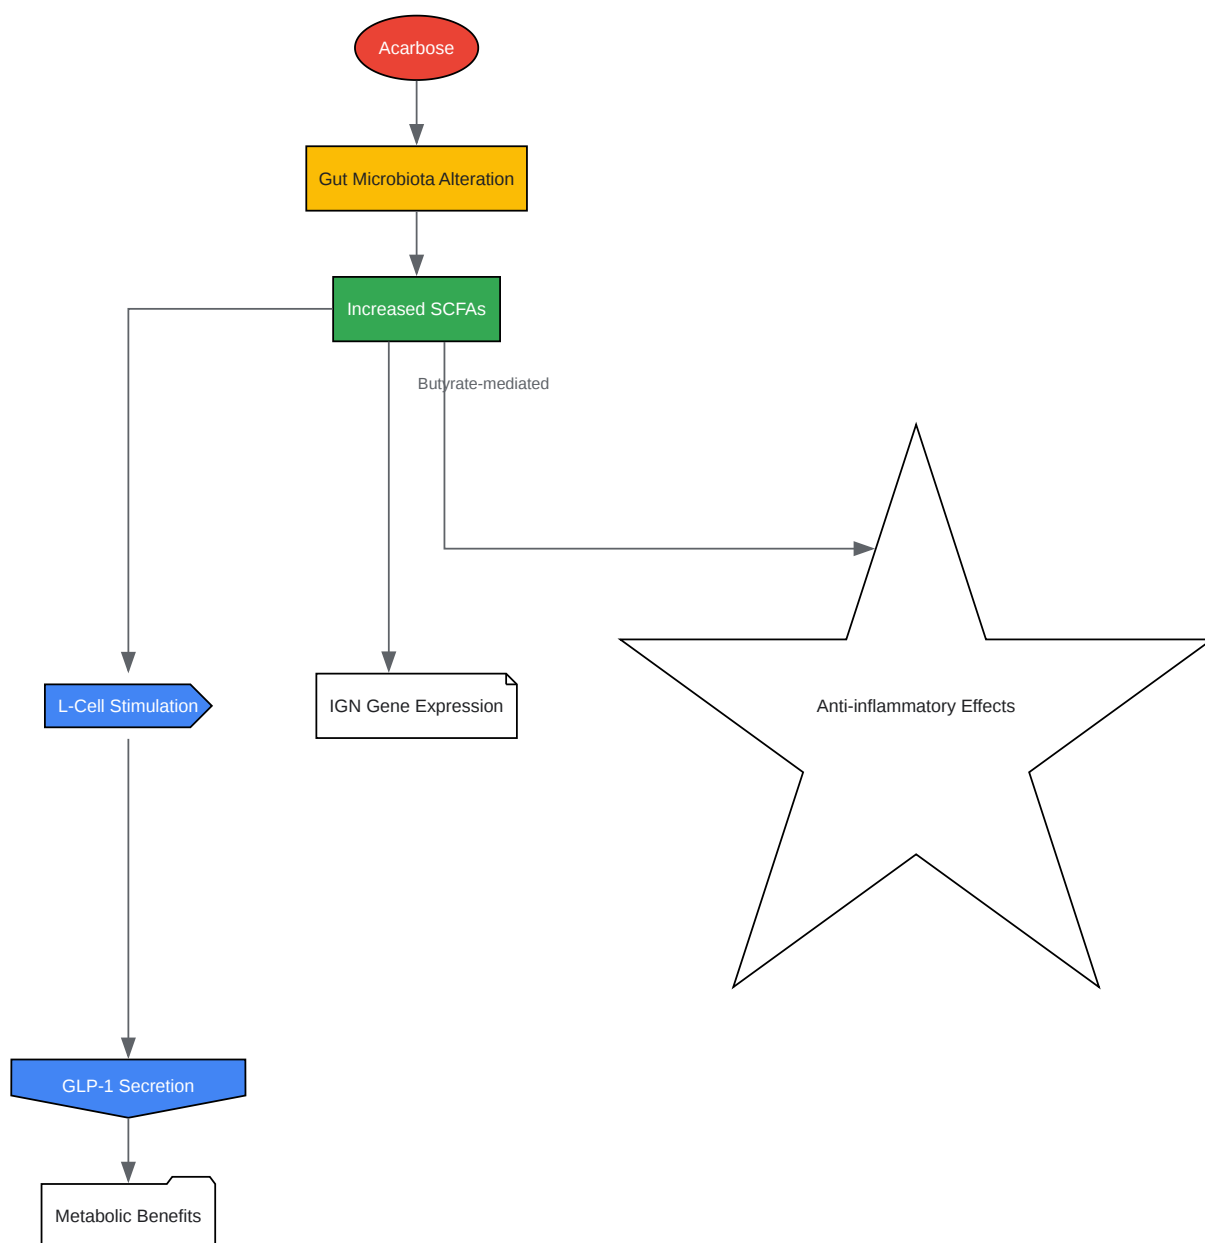 Acarbose
Gut Microbiota Alteration
Increased SCFAs
Butyrate-mediated
L-Cell Stimulation
IGN Gene Expression
Anti-inflammatory Effects
GLP-1 Secretion
Metabolic Benefits